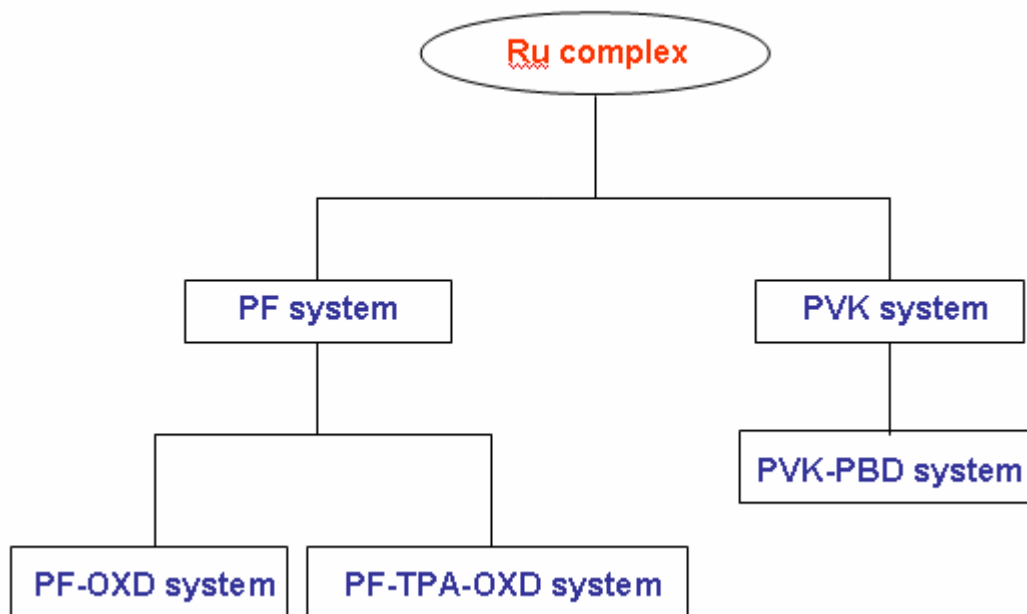 Ru complex
PF system
PVK system
PVK-PBD system
PF-OXD system
PF-TPA-OXD system